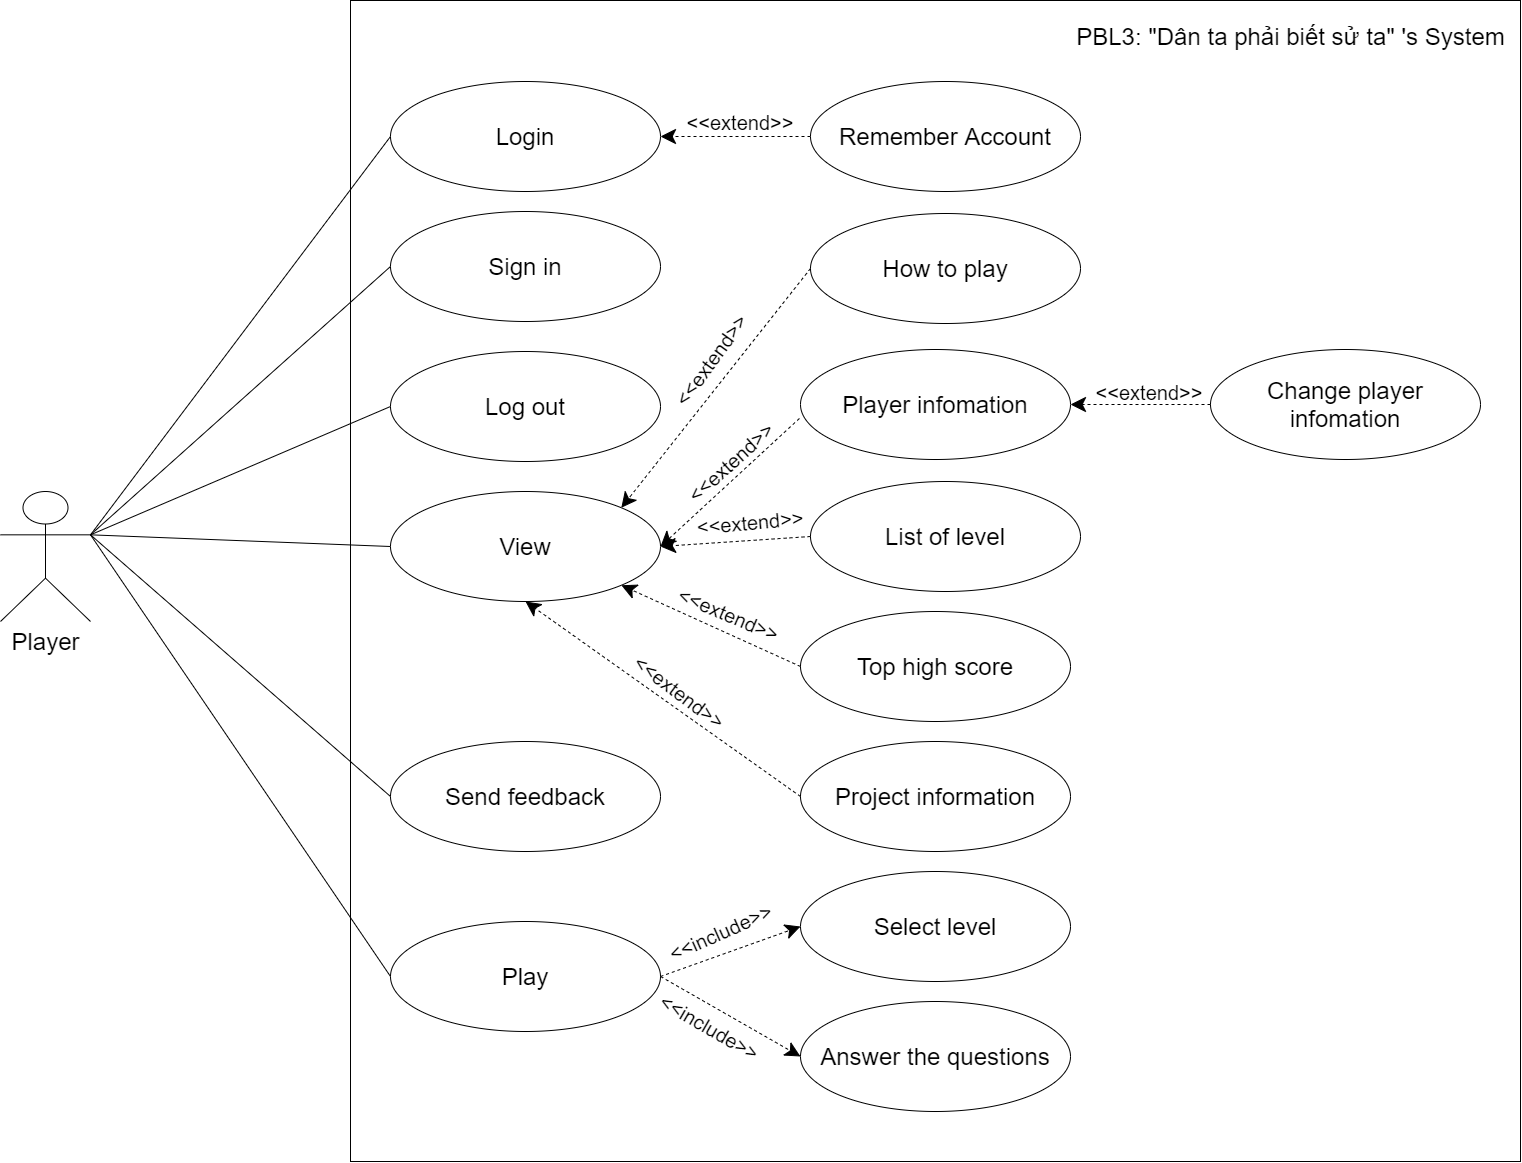 PBL3: "Dân ta phải biết sử ta" 's System
Login
<<extend>>
Remember Account
Sign in
How to play
<<extend>>
Log out
Player infomation
<<extend>>
Change player
infomation
<<extend>>
View
<<extend>>
List of level
Player
<<extend>>
Top high score
<<extend>>
Send feedback
Project information
Play
<<include>>
Select level
<<include>>
Answer the questions